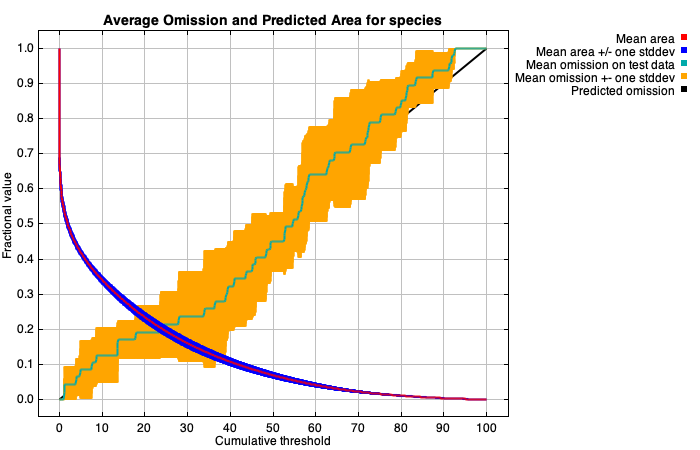 Average Omission and Predicted Area for species
Mean area
Mean area +/- one stddev
Mean omission on test data
Mean omission +- one stddev
Predicted omission
Fractional value
1.0
0.9
0.8
0.7
0.6
0.5
0.4
0.3
0.2
0.1
0.0
0 10 20 30 40 50 60 70 80 90 100
Cumulative threshold